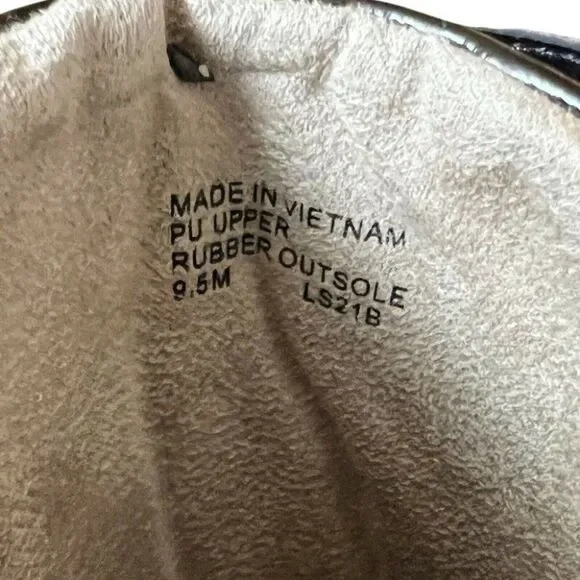 MADE IN VIETNAM
PU UPPER
RUBBER OUTSOLE
9.5M LS21B